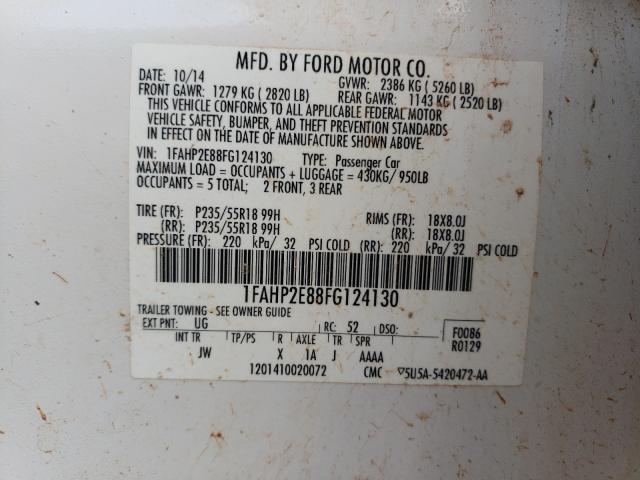 MFD. BY FORD MOTOR CO.
DATE: 10/14 GVWR: 2386 KG ( 5260 LB)
FRONT GAWR: 1279 KG ( 2820 LB) REAR GAWR: 1143 KG ( 2520 LB)
THIS VEHICLE CONFORMS TO ALL APPLICABLE FEDERAL MOTOR
VEHICLE SAFETY, BUMPER, AND THEFT PREVENTION STANDARDS
IN EFFECT ON THE DATE OF MANUFACTURE SHOWN ABOVE.
VIN: 1FAHP2E88FG124130 TYPE: Passenger Car
MAXIMUM LOAD = OCCUPANTS + LUGGAGE = 430KG/ 950LB
OCCUPANTS = 5 TOTAL; 2 FRONT, 3 REAR
TIRE (FR): P235/55R18 99H RIMS (FR): 18X8.0J
(RR): P235/55R18 99H (RR): 18X8.0J
PRESSURE (FR): 220 kPa/ 32 PSI COLD (RR): 220 kPa/ 32 PSI COLD
1FAHP2E88FG124130
TRAILER TOWING - SEE OWNER GUIDE
EXT PNT: UG RC: 52 DSO: F0086
INT TR TP/PS R AXLE TR SPR R0129
JW X 1A J AAAA
1201410020072 CMC ▽5U5A-5420472-AA